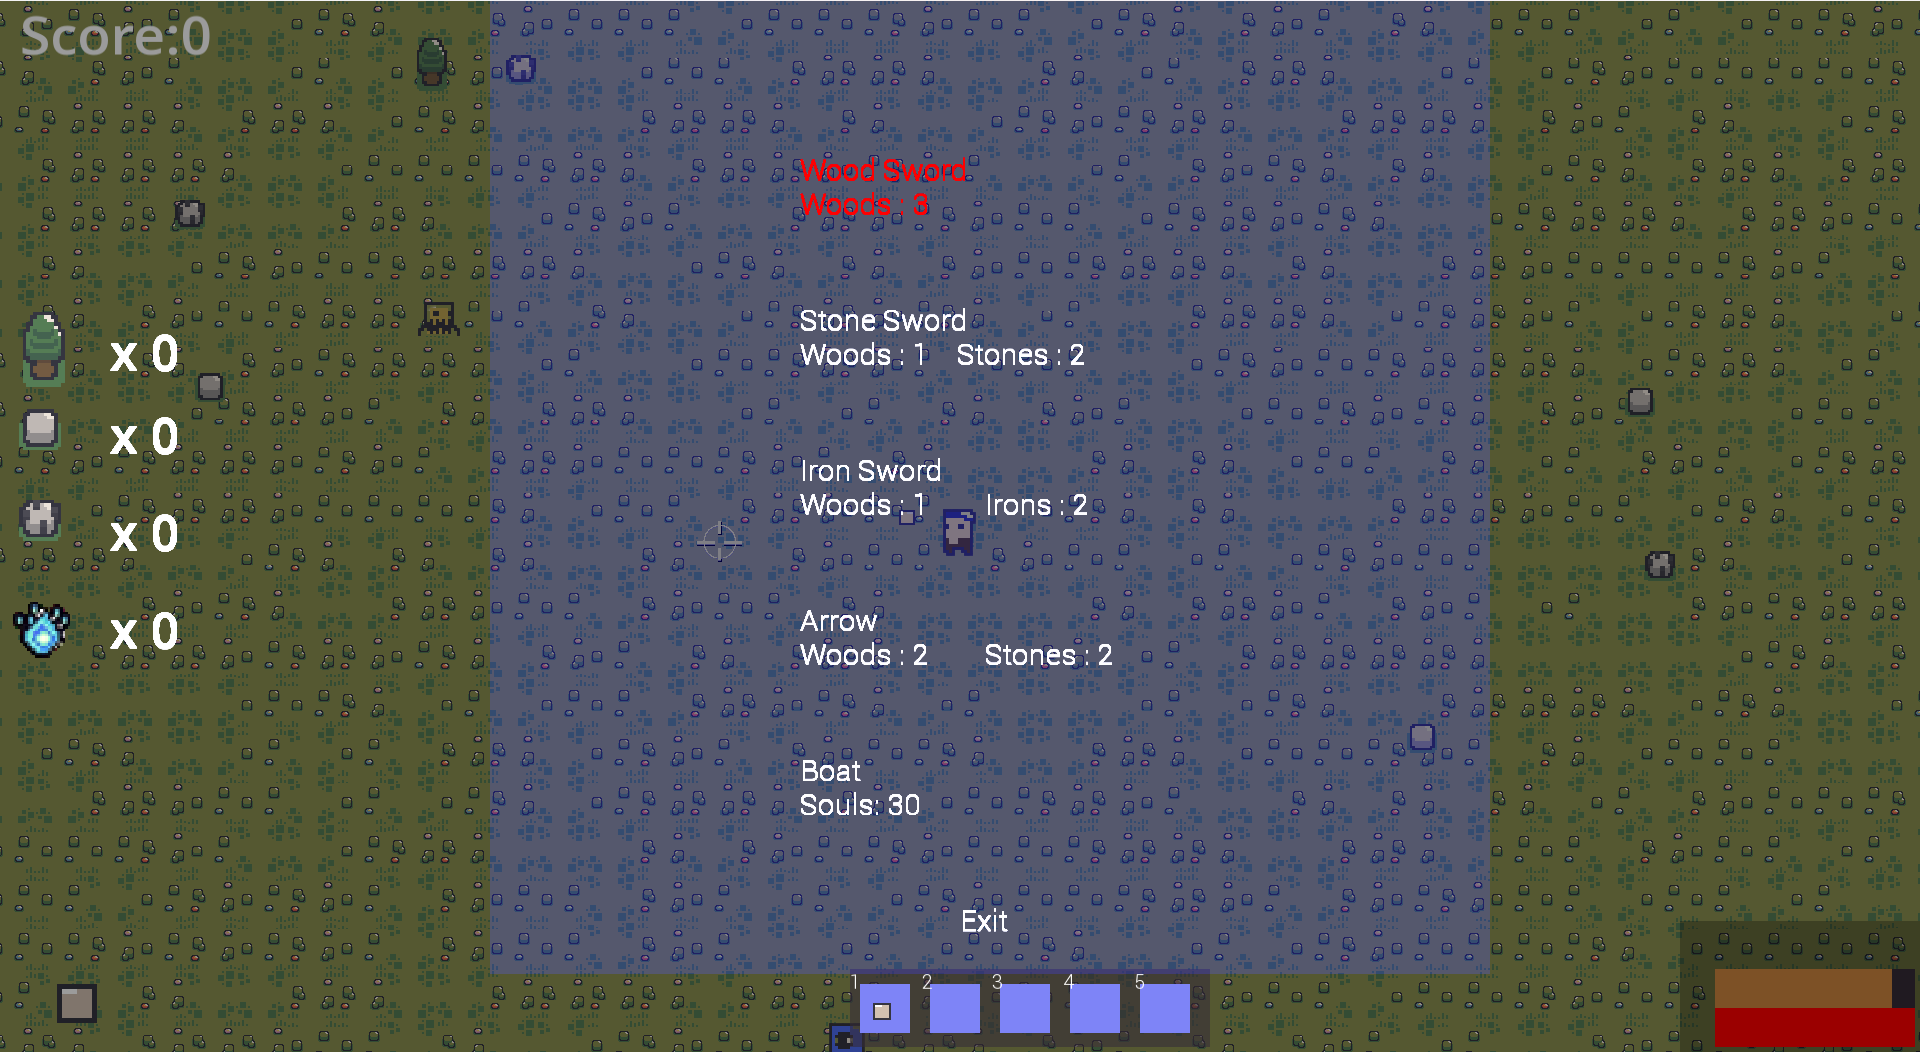 Score:0
Wood Sword
Woods : 3
Stone Sword
Woods : 1 Stones : 2
x 0
x 0
Iron Sword
Woods : 1 Irons : 2
x 0
Arrow
Woods : 2 Stones : 2
x 0
Boat
Souls: 30
Exit
1 2 3 4 5